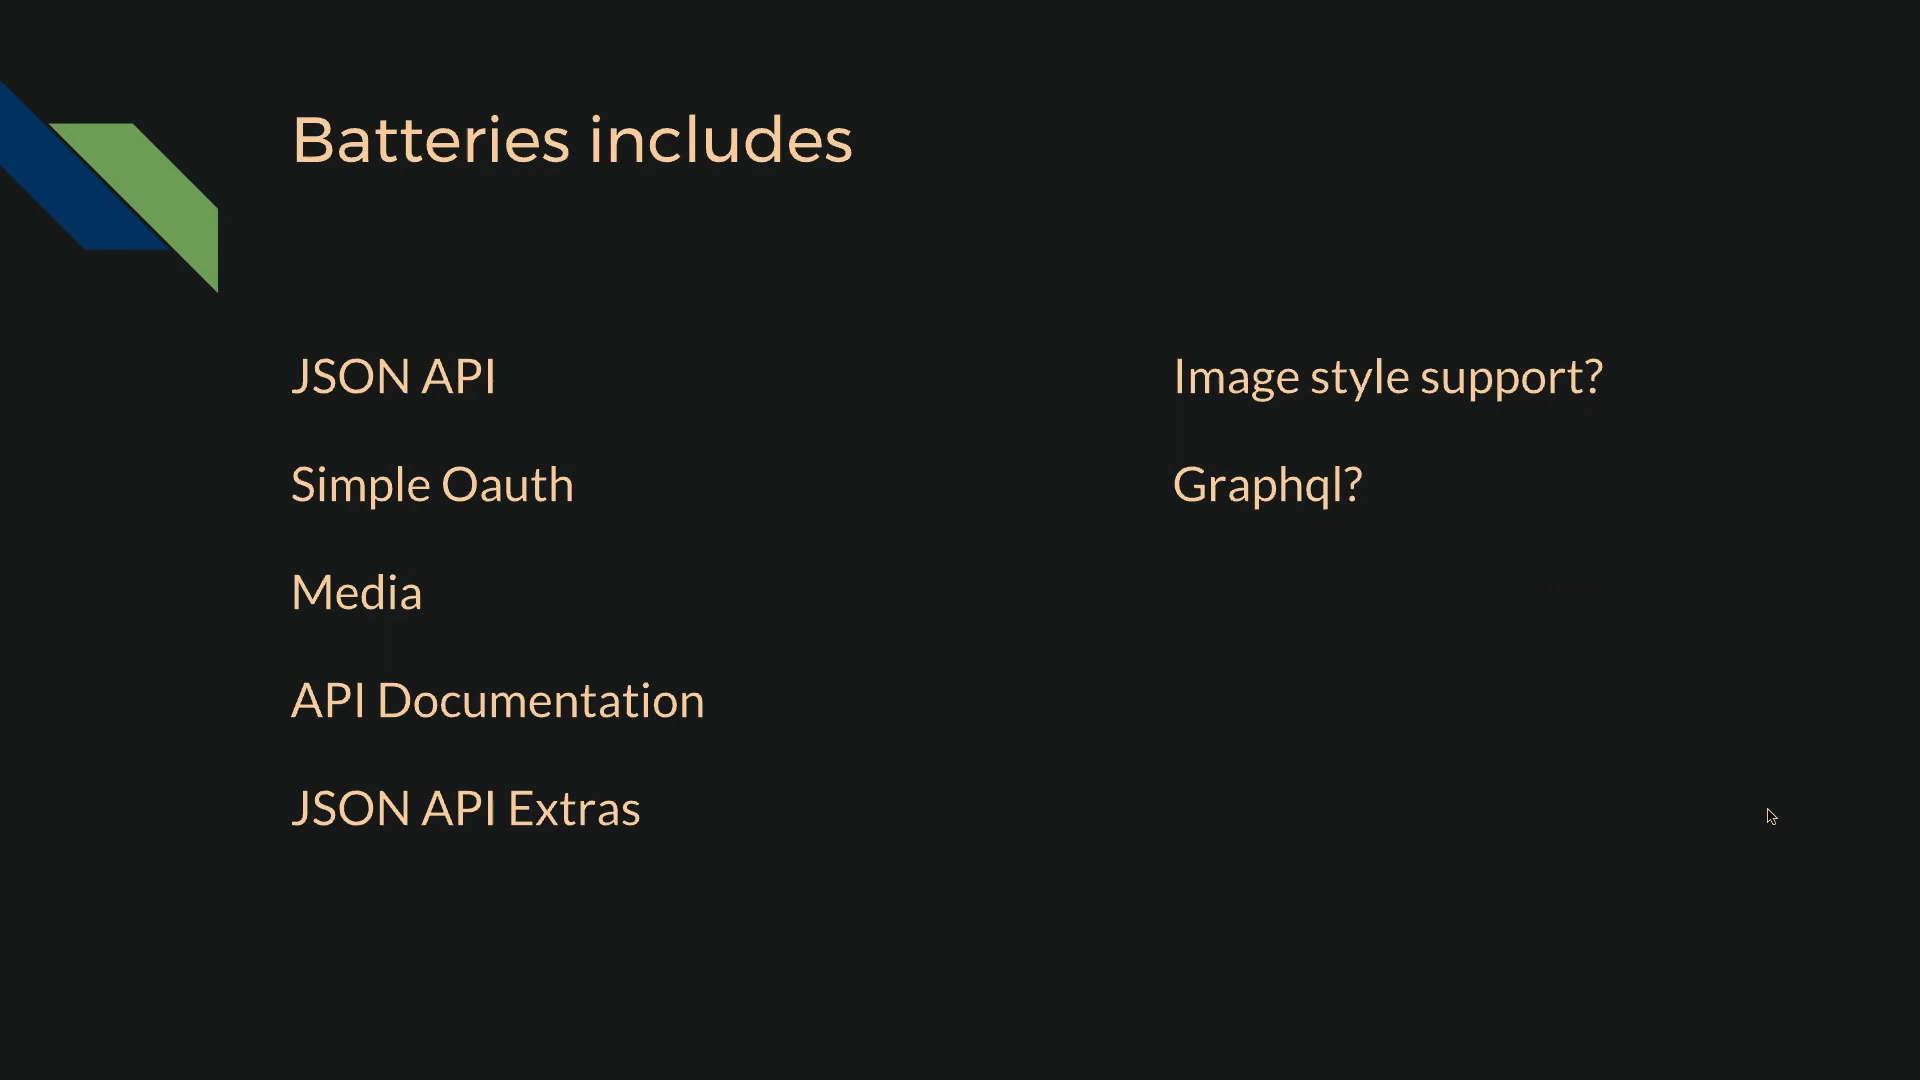 Batteries includes
JSON API
Simple Oauth
Media
API Documentation
JSON API Extras
Image style support?
Graphql?